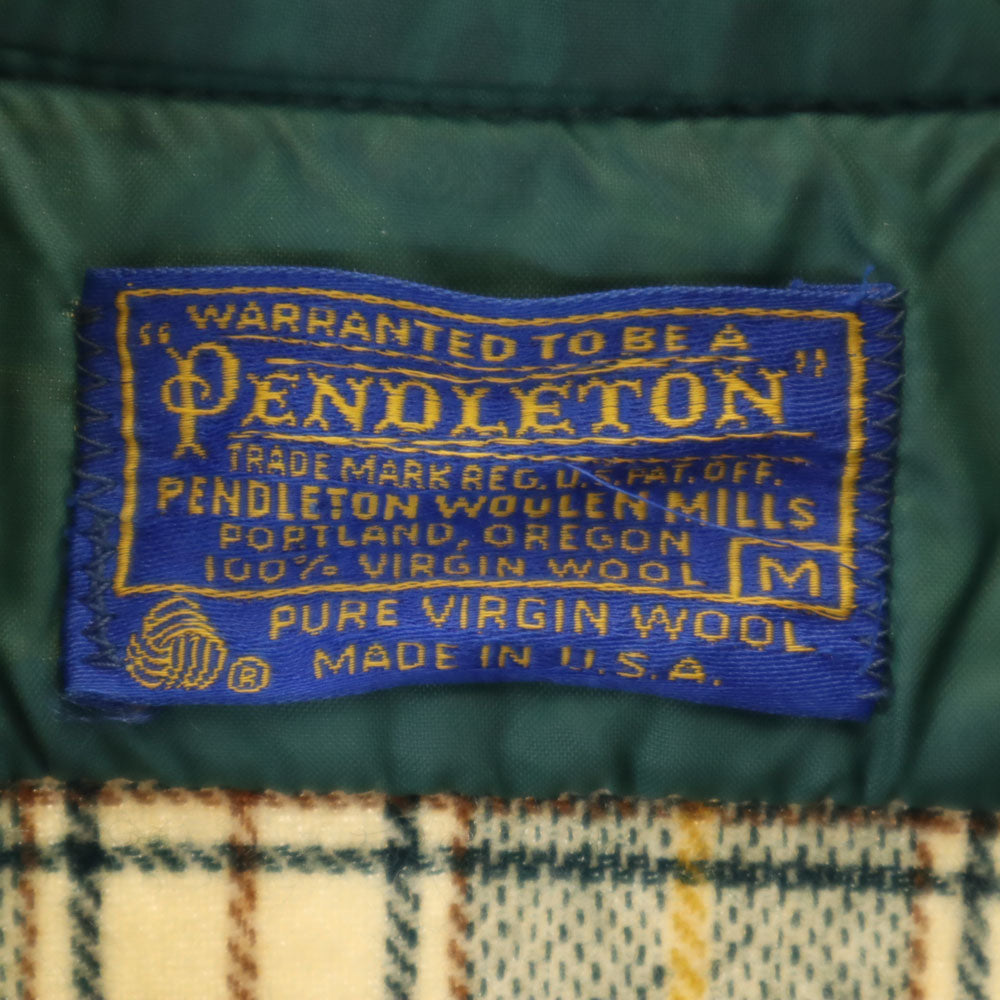 WARRANTED TO BE A
"PENDLETON"
TRADE MARK REG. U.S. PAT. OFF.
PENDLETON WOOLEN MILLS
PORTLAND, OREGON
100% VIRGIN WOOL M
PURE VIRGIN WOOL
® MADE IN U.S.A.